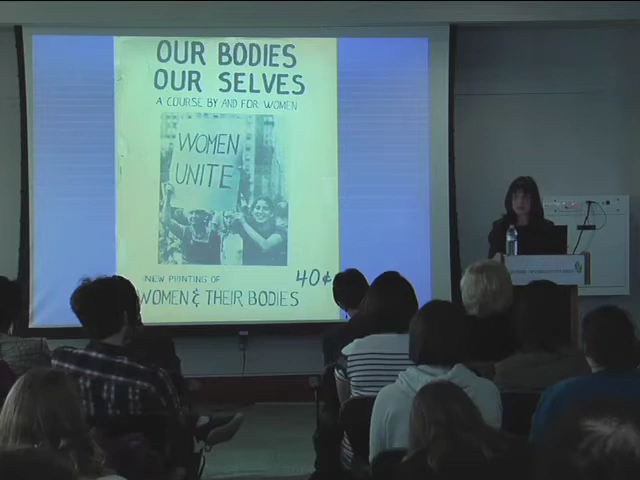 OUR BODIES
OUR SELVES
A COURSE BY AND FOR WOMEN
WOMEN
UNITE
NEW PRINTING OF
40¢
WOMEN & THEIR BODIES